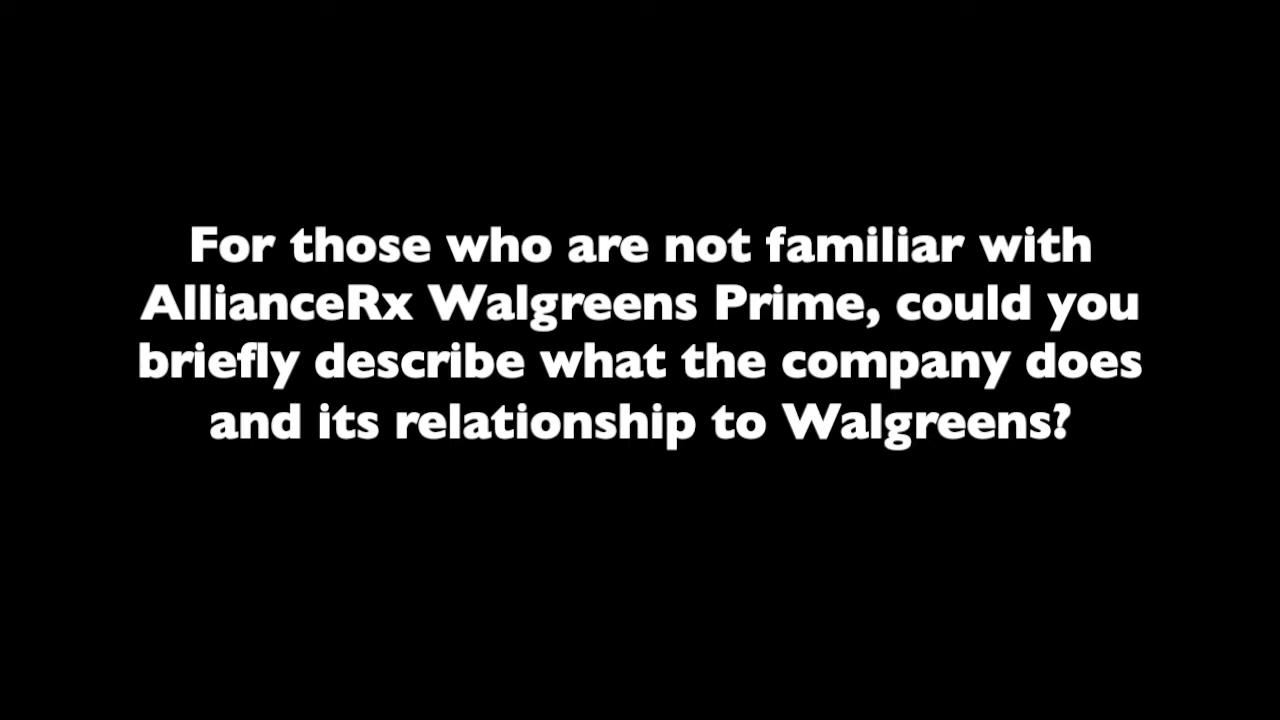 For those who are not familiar with
AllianceRx Walgreens Prime, could you
briefly describe what the company does
and its relationship to Walgreens?